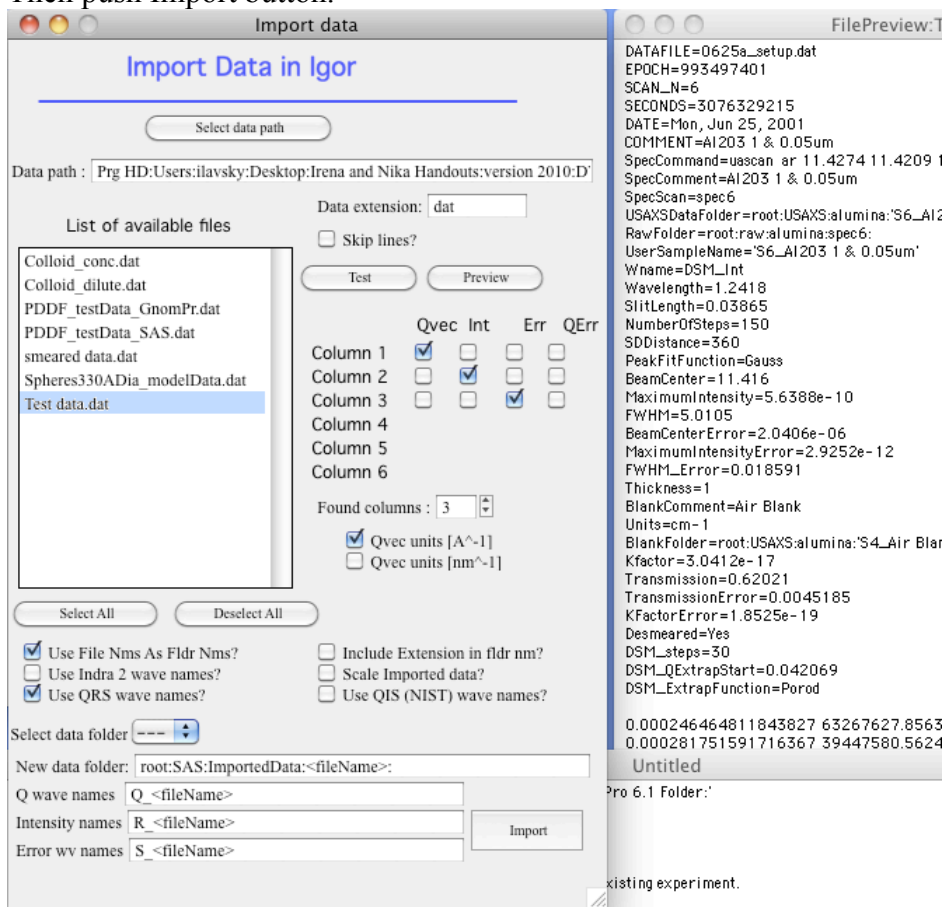 Then push Import button.
Import data
Import Data in Igor
Select data path
Data path : Prg HD:Users:ilavsky:Desktop:Irena and Nika Handouts:version 2010:D
List of available files
Data extension: dat
Skip lines?
Test Preview
Colloid_conc.dat
Colloid_dilute.dat
PDDF_testData_GnomPr.dat
PDDF_testData_SAS.dat
smeared data.dat
Spheres330ADia_modelData.dat
Test data.dat
Qvec Int Err QErr
Column 1
Column 2
Column 3
Column 4
Column 5
Column 6
Found columns : 3
Qvec units [A^-1]
Qvec units [nm^-1]
Select All Deselect All
Use File Nms As Fldr Nms?
Use Indra 2 wave names?
Use QRS wave names?
Include Extension in fldr nm?
Scale Imported data?
Use QIS (NIST) wave names?
Select data folder ---
New data folder: root:SAS:ImportedData:<fileName>:
Q wave names Q_<fileName>
Intensity names R_<fileName>
Error wv names S_<fileName>
Import
FilePreview:T
DATAFILE=0625a_setup.dat
EPOCH=993497401
SCAN_N=6
SECONDS=3076329215
DATE=Mon, Jun 25, 2001
COMMENT=Al203 1 & 0.05um
SpecCommand=uascan ar 11.4274 11.4209 1
SpecComment=Al203 1 & 0.05um
SpecScan=spec6
USAXSDataFolder=root:USAXS:alumina:'S6_Al2
RawFolder=root:raw:alumina:spec6:
UserSampleName='S6_Al203 1 & 0.05um'
Wname=DSM_Int
Wavelength=1.2418
SlitLength=0.03865
NumberOfSteps=150
SDDistance=360
PeakFitFunction=Gauss
BeamCenter=11.416
MaximumIntensity=5.6388e-10
FWHM=5.0105
BeamCenterError=2.0406e-06
MaximumIntensityError=2.9252e-12
FWHM_Error=0.018591
Thickness=1
BlankComment=Air Blank
Units=cm-1
BlankFolder=root:USAXS:alumina:'S4_Air Blan
Kfactor=3.0412e-17
Transmission=0.62021
TransmissionError=0.0045185
KFactorError=1.8525e-19
Desmeared=Yes
DSM_steps=30
DSM_QExtrapStart=0.042069
DSM_ExtrapFunction=Porod
0.000246464811843827 63267627.8563
0.000281751591716367 39447580.5624
Untitled
Pro 6.1 Folder:'
xisting experiment.